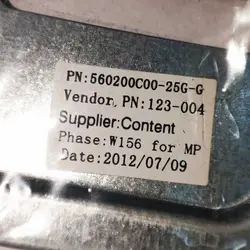 PN:560200C00-25G-G
Vendor PN:123-004
Supplier:Content
Phase:W156 for MP
Date:2012/07/09